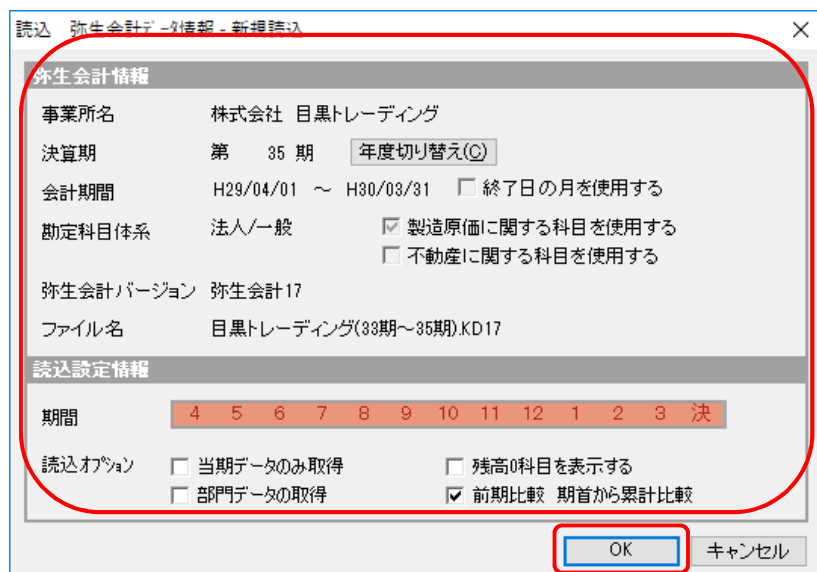 読込 弥生会計ﾃﾞｰﾀ情報 - 新規読込
弥生会計情報
事業所名 株式会社 目黒トレーディング
決算期 第 35 期 年度切り替え(C)
会計期間 H29/04/01 ～ H30/03/31 終了日の月を使用する
勘定科目体系 法人/一般 製造原価に関する科目を使用する
不動産に関する科目を使用する
弥生会計バージョン 弥生会計17
ファイル名 目黒トレーディング(33期～35期).KD17
読込設定情報
期間 4 5 6 7 8 9 10 11 12 1 2 3 決
読込ｵﾌﾟｼｮﾝ 当期データのみ取得 残高0科目を表示する
部門データの取得 前期比較 期首から累計比較
OK キャンセル